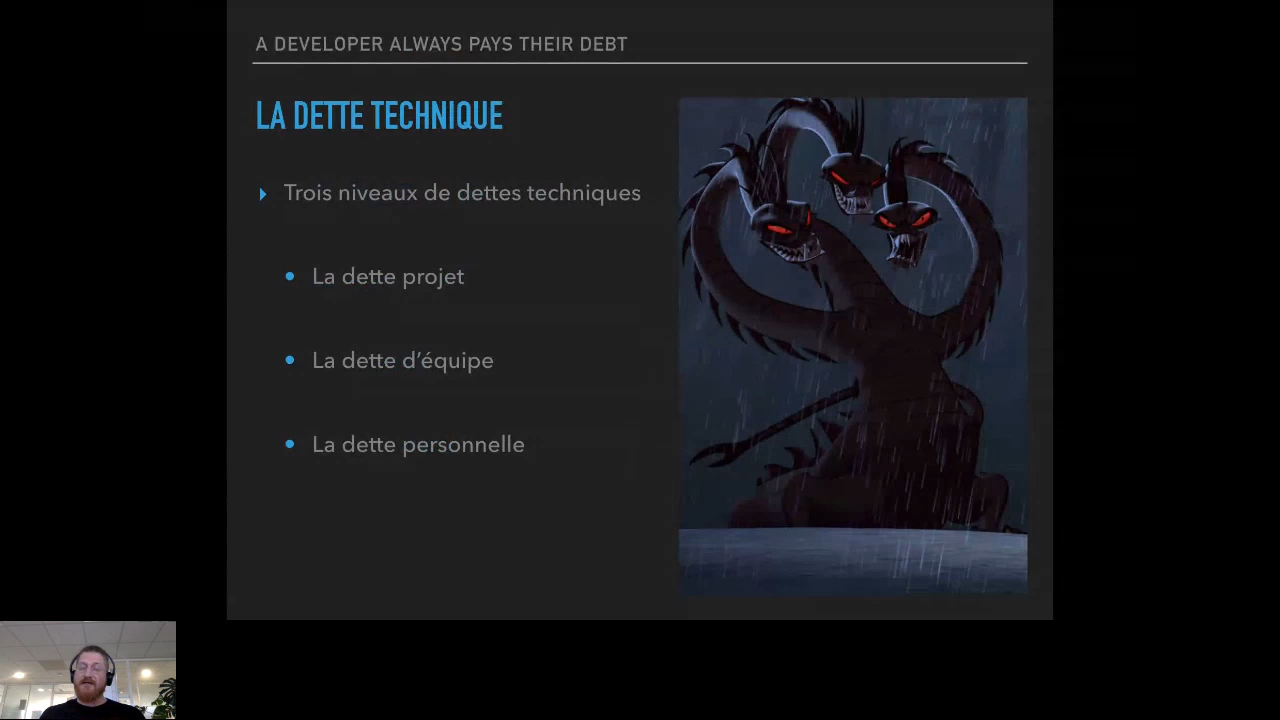 A DEVELOPER ALWAYS PAYS THEIR DEBT
LA DETTE TECHNIQUE
Trois niveaux de dettes techniques
La dette projet
La dette d’équipe
La dette personnelle